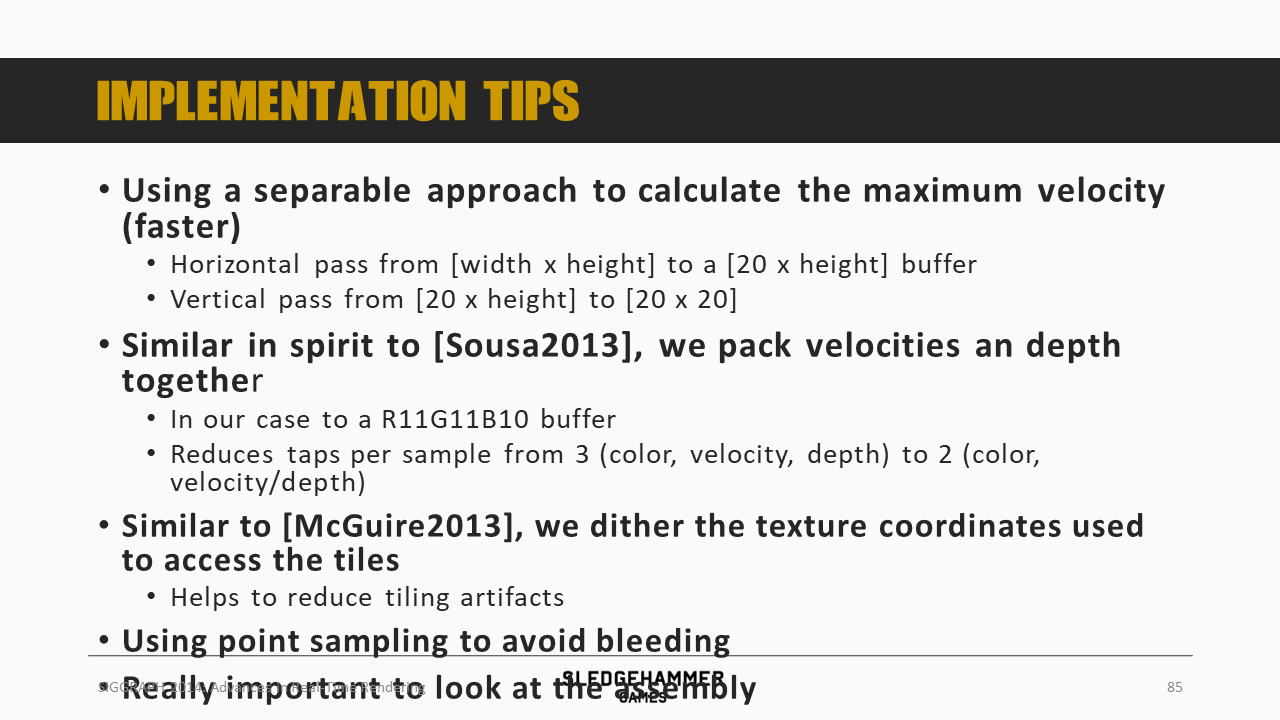 IMPLEMENTATION TIPS
• Using a separable approach to calculate the maximum velocity
(faster)
• Horizontal pass from [width x height] to a [20 x height] buffer
• Vertical pass from [20 x height] to [20 x 20]
• Similar in spirit to [Sousa2013], we pack velocities an depth
together
• In our case to a R11G11B10 buffer
• Reduces taps per sample from 3 (color, velocity, depth) to 2 (color,
velocity/depth)
• Similar to [McGuire2013], we dither the texture coordinates used
to access the tiles
• Helps to reduce tiling artifacts
• Using point sampling to avoid bleeding
• Really important to look at the assembly
SIGGRAPH 2014: Advances in Real-Time Rendering
SLEDGEHAMMER
GAMES
85